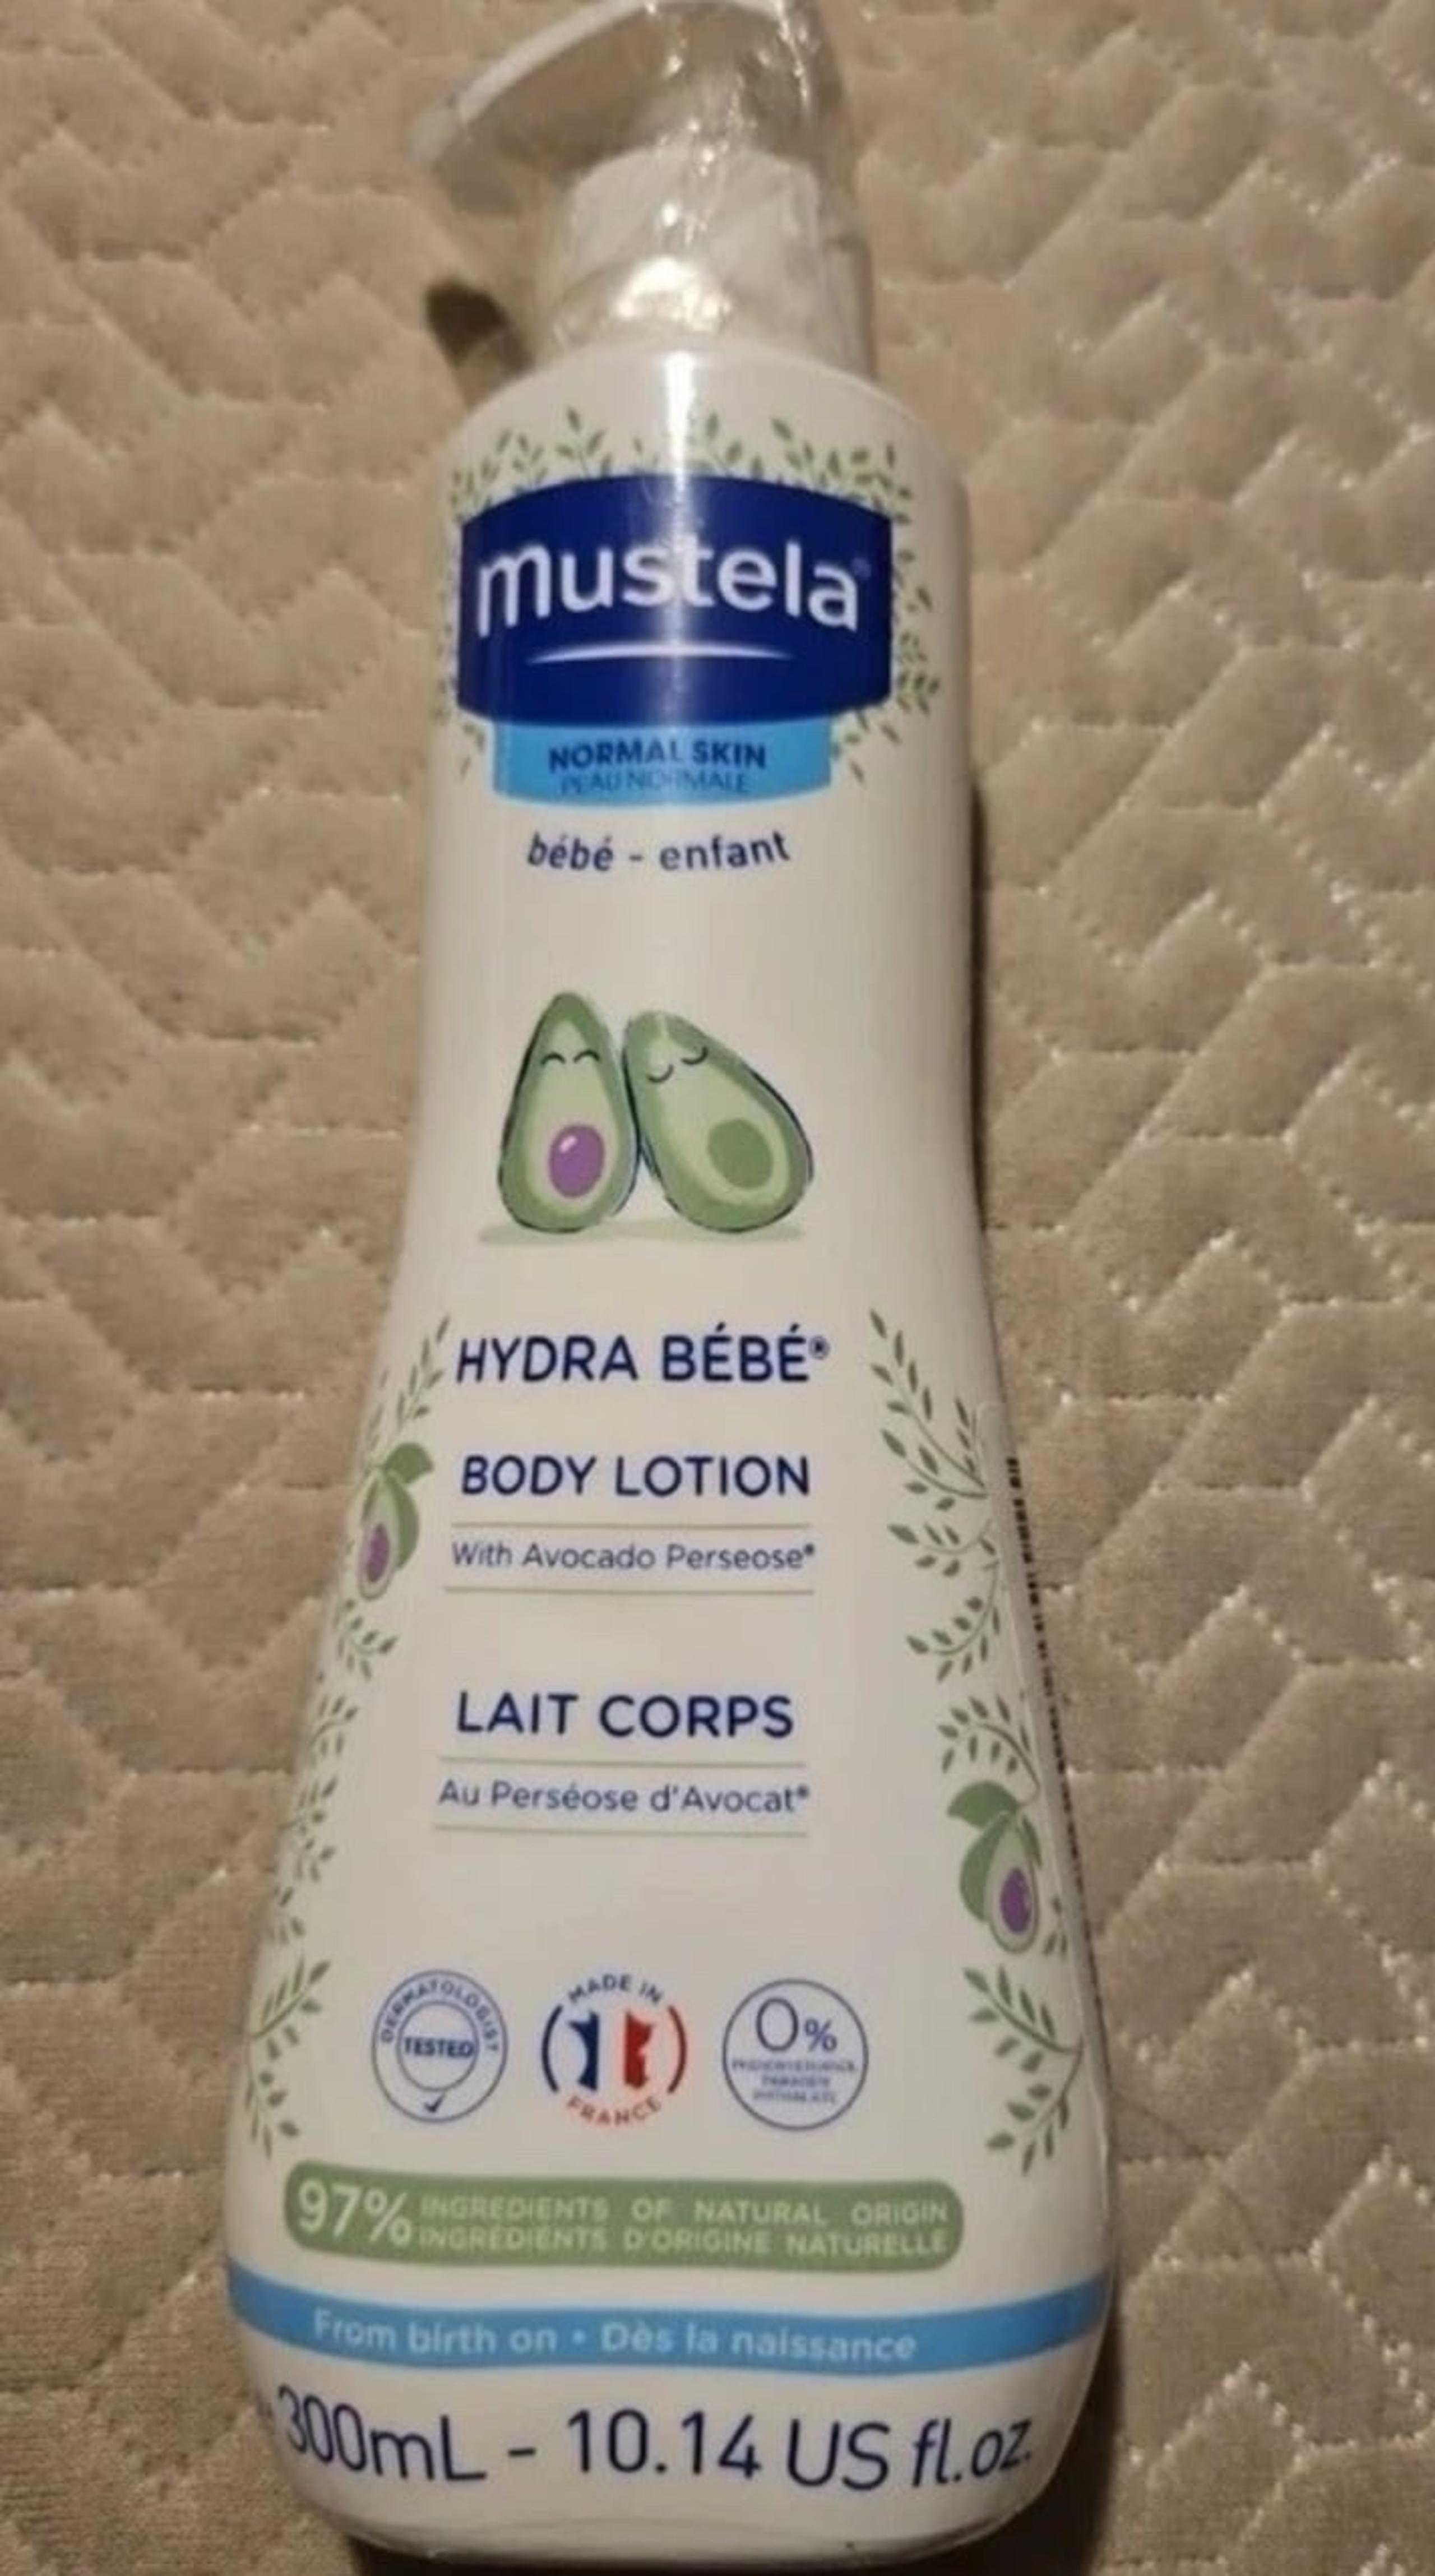 mustela®
NORMAL SKIN
PEAU NORMALE
bébé - enfant
HYDRA BÉBÉ®
BODY LOTION
With Avocado Perseose®
LAIT CORPS
Au Perséose d'Avocat®
DERMATOLOGIST
TESTED
MADE IN
FRANCE
0%
97% INGREDIENTS OF NATURAL ORIGIN
INGRÉDIENTS D'ORIGINE NATURELLE
From birth on • Dès la naissance
300mL - 10.14 US fl.oz.